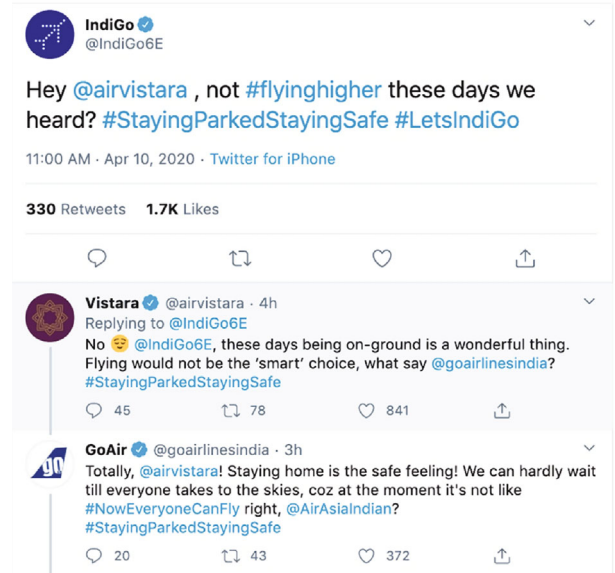 IndiGo
@IndiGo6E
Hey @airvistara , not #flyinghigher these days we
heard? #StayingParkedStayingSafe #LetsIndiGo
11:00 AM · Apr 10, 2020 · Twitter for iPhone
330 Retweets 1.7K Likes
Vistara @airvistara · 4h
Replying to @IndiGo6E
No 😌 @IndiGo6E, these days being on-ground is a wonderful thing.
Flying would not be the ‘smart’ choice, what say @goairlinesindia?
#StayingParkedStayingSafe
45 78 841
go
GoAir @goairlinesindia · 3h
Totally, @airvistara! Staying home is the safe feeling! We can hardly wait
till everyone takes to the skies, coz at the moment it's not like
#NowEveryoneCanFly right, @AirAsiaIndian?
#StayingParkedStayingSafe
20 43 372